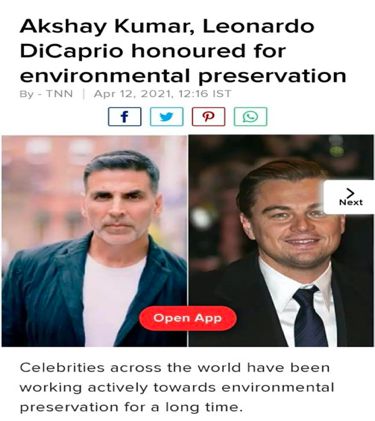 Akshay Kumar, Leonardo
DiCaprio honoured for
environmental preservation
By - TNN | Apr 12, 2021, 12:16 IST
Next
Open App
Celebrities across the world have been
working actively towards environmental
preservation for a long time.